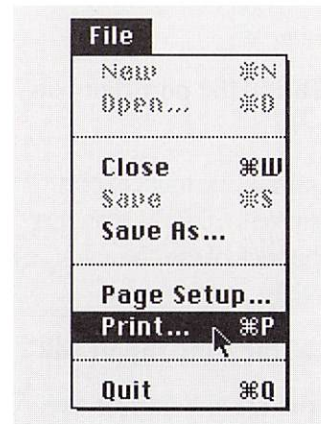 File
New ⌘N
Open... ⌘O
Close ⌘W
Save ⌘S
Save As...
Page Setup...
Print... ⌘P
Quit ⌘Q